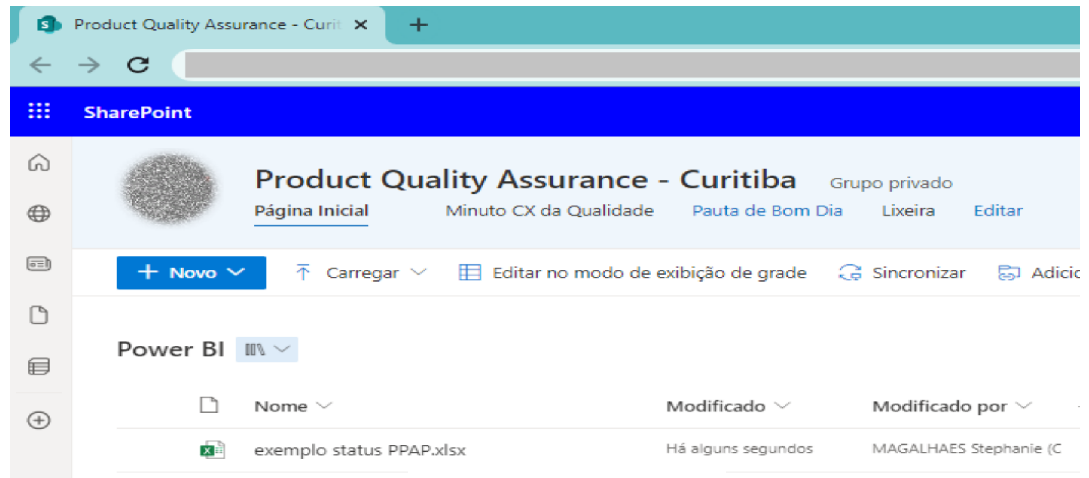 Product Quality Assurance - Curit
SharePoint
Product Quality Assurance - Curitiba Grupo privado
Página Inicial Minuto CX da Qualidade Pauta de Bom Dia Lixeira Editar
Novo Carregar Editar no modo de exibição de grade Sincronizar Adici
Power BI
Nome Modificado Modificado por
exemplo status PPAP.xlsx Há alguns segundos MAGALHAES Stephanie (C